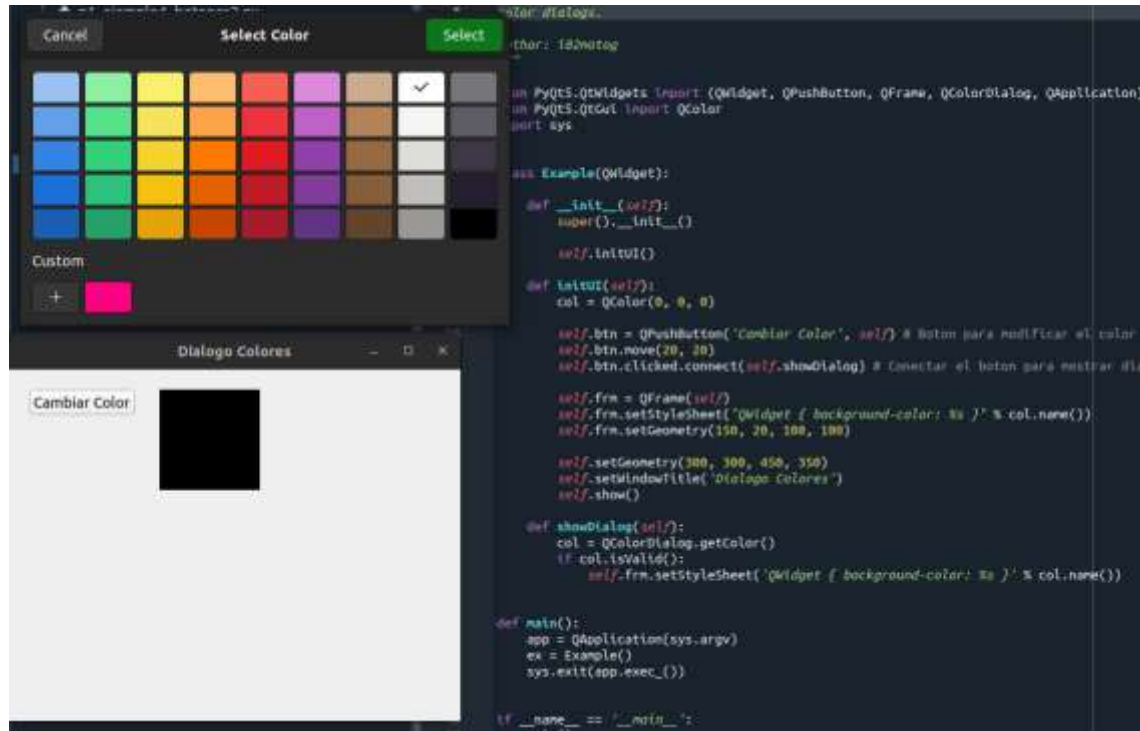 Cancel
Select Color
Select
Custom
+
Dialogo Colores
Cambiar Color
olor dialogs.
thor: 182notog
om PyQt5.QtWidgets import (QWidget, QPushButton, QFrame, QColorDialog, QApplication)
om PyQt5.QtGui import QColor
port sys
ass Example(QWidget):
def __init__(self):
super().__init__()
self.initUI()
def initUI(self):
col = QColor(0, 0, 0)
self.btn = QPushButton('Cambiar Color', self) # Boton para modificar el color
self.btn.move(20, 20)
self.btn.clicked.connect(self.showDialog) # Conectar el boton para mostrar dia
self.frm = QFrame(self)
self.frm.setStyleSheet("QWidget { background-color: %s }" % col.name())
self.frm.setGeometry(150, 20, 100, 100)
self.setGeometry(300, 300, 450, 350)
self.setWindowTitle('Dialogo Colores')
self.show()
def showDialog(self):
col = QColorDialog.getColor()
if col.isValid():
self.frm.setStyleSheet('QWidget { background-color: %s }' % col.name())
def main():
app = QApplication(sys.argv)
ex = Example()
sys.exit(app.exec_())
if __name__ == '__main__':